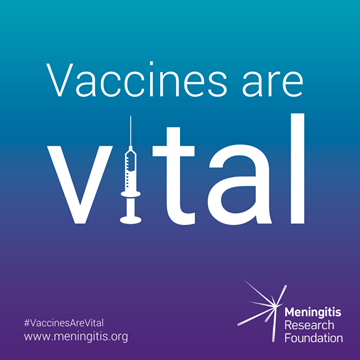 Vaccines are
vital
#VaccinesAreVital
www.meningitis.org
Meningitis
Research
Foundation